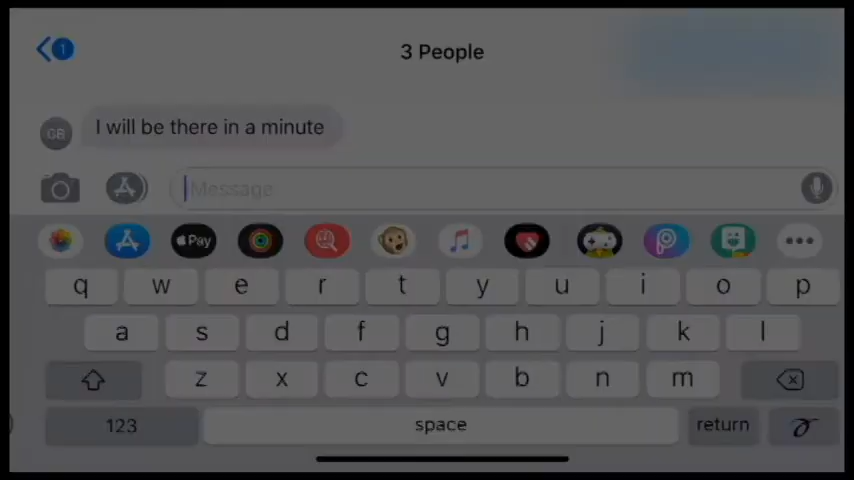 1
3 People
GB
I will be there in a minute
Message
Pay
q w e r t y u i o p
a s d f g h j k l
z x c v b n m
123 space return